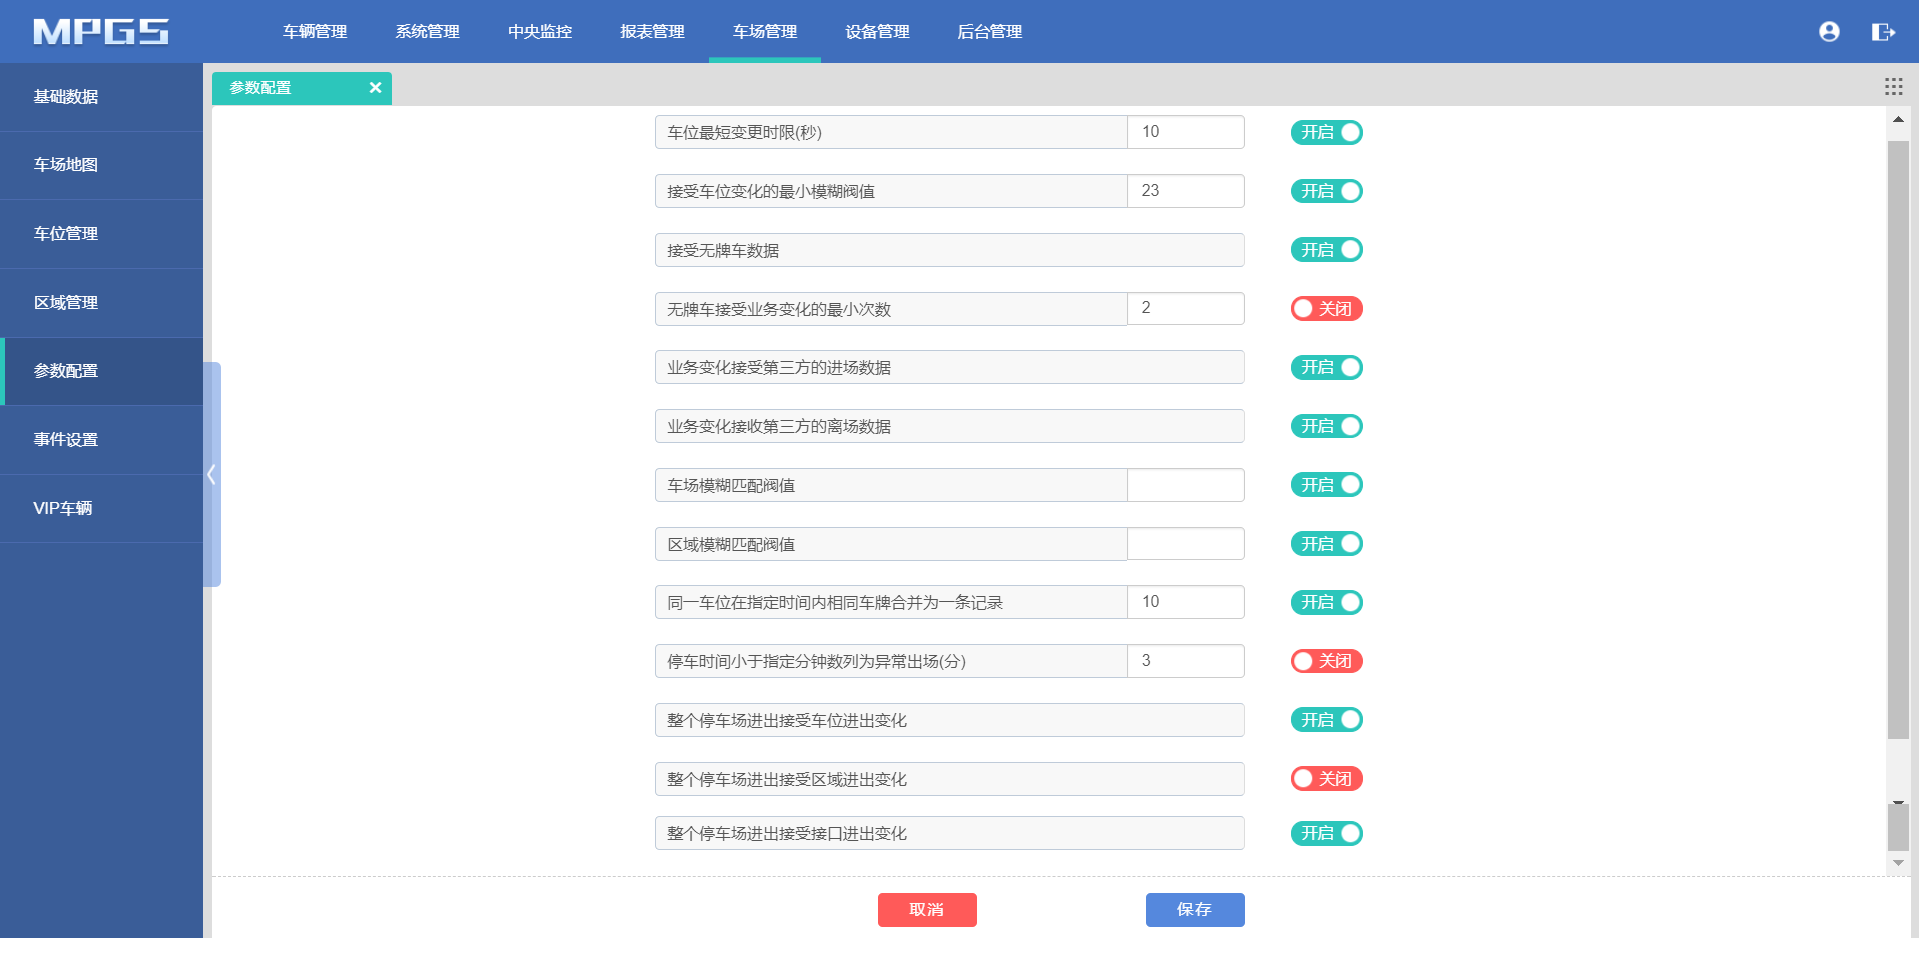 MPGS
车辆管理 系统管理 中央监控 报表管理 车场管理 设备管理 后台管理
基础数据
车场地图
车位管理
区域管理
参数配置
事件设置
VIP车辆
参数配置
车位最短变更时限(秒) 10 开启
接受车位变化的最小模糊阀值 23 开启
接受无牌车数据 开启
无牌车接受业务变化的最小次数 2 关闭
业务变化接受第三方的进场数据 开启
业务变化接收第三方的离场数据 开启
车场模糊匹配阀值 开启
区域模糊匹配阀值 开启
同一车位在指定时间内相同车牌合并为一条记录 10 开启
停车时间小于指定分钟数列为异常出场(分) 3 关闭
整个停车场进出接受车位进出变化 开启
整个停车场进出接受区域进出变化 关闭
整个停车场进出接受接口进出变化 开启
取消 保存